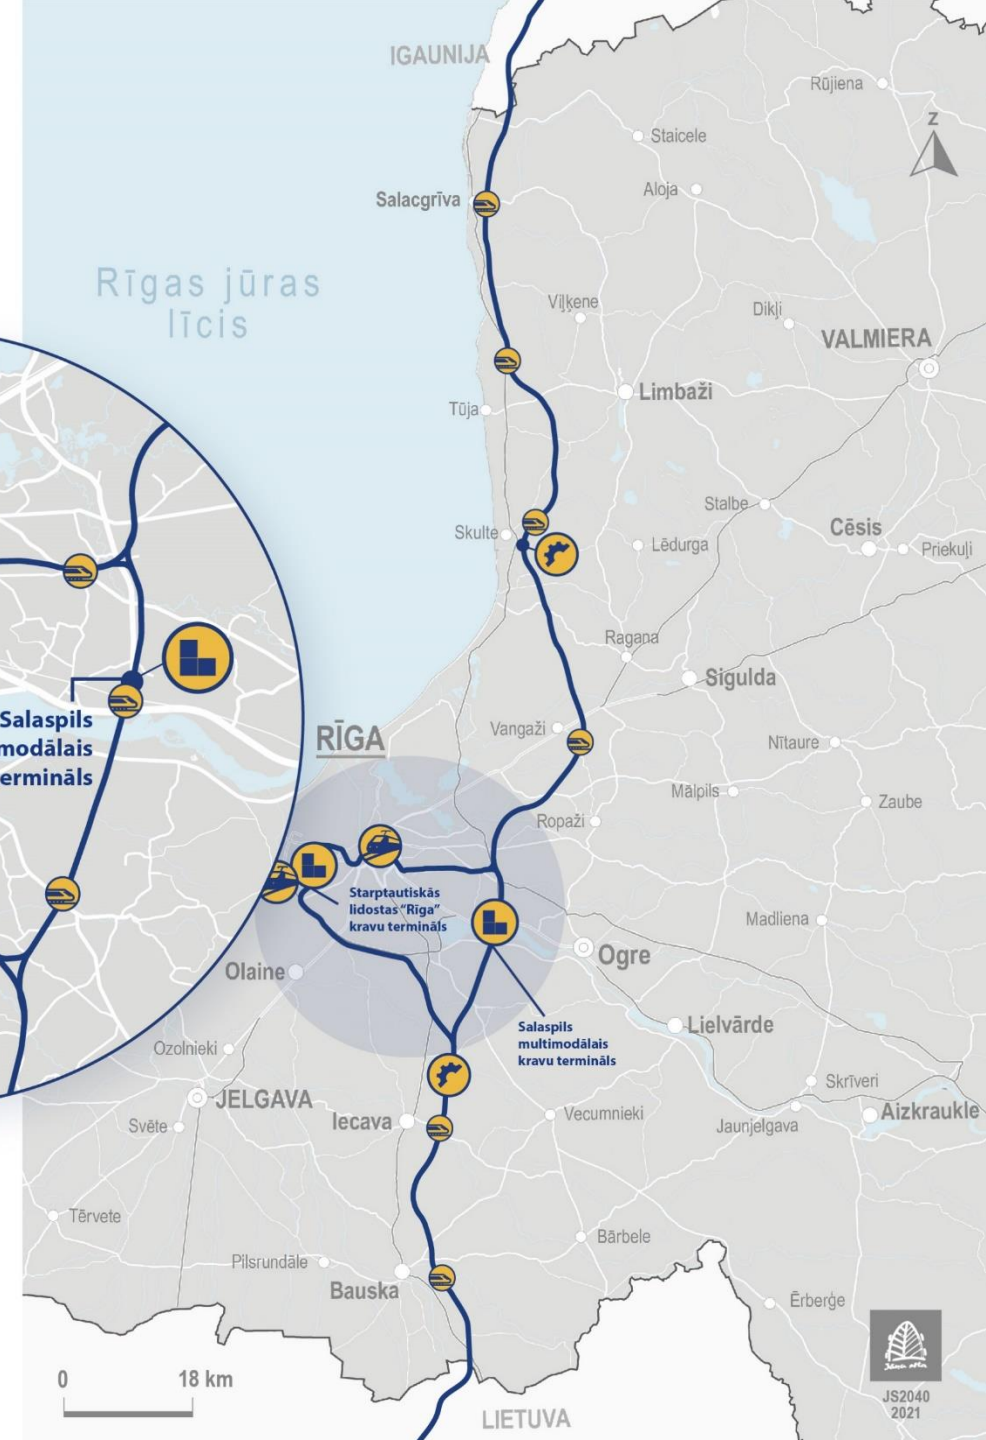 IGAUNIJA
Rūjiena
Z
Staicele
Aloja
Salacgrīva
Rīgas jūras
līcis
Viļķene
Dikļi
VALMIERA
Limbaži
Tūja
Stalbe
Cēsis
Skulte
Lēdurga
Priekuļi
Ragana
Sigulda
Salaspils
modālais
termināls
RĪGA
Vangaži
Nītaure
Mālpils
Zaube
Ropaži
Starptautiskās
lidostas "Rīga"
kravu termināls
Madliena
Olaine
Ogre
Salaspils
multimodālais
kravu termināls
Lielvārde
Ozolnieki
Skrīveri
JELGAVA
Iecava
Vecumnieki
Aizkraukle
Svēte
Jaunjelgava
Tērvete
Bārbele
Pilsrundāle
Bauska
Ērberģe
0 18 km
JS2040
2021
LIETUVA